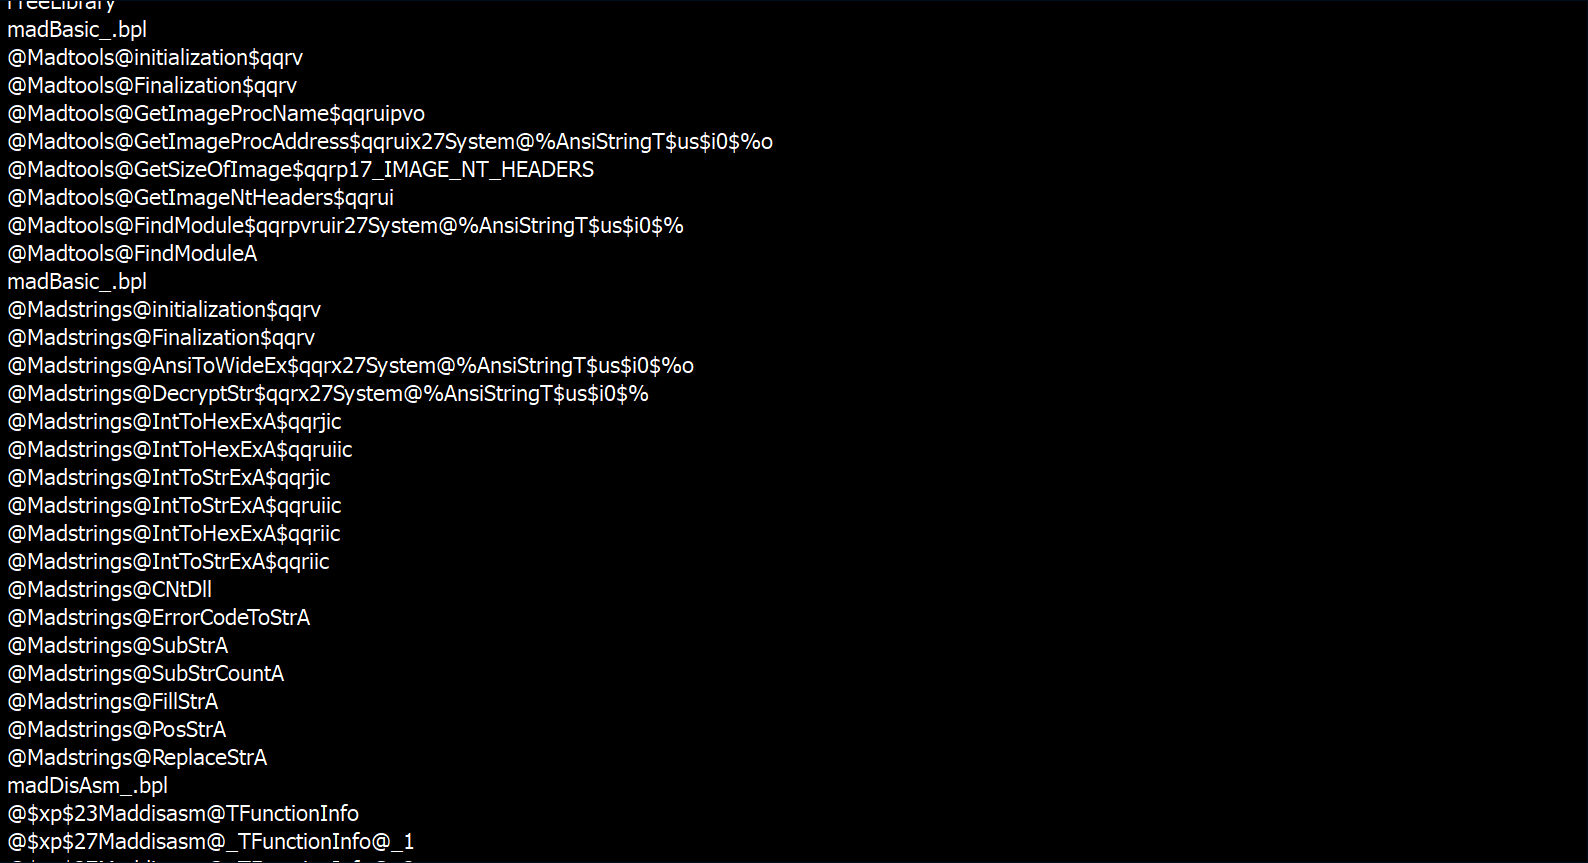 FreeLibrary
madBasic_.bpl
@Madtools@initialization$qqrv
@Madtools@Finalization$qqrv
@Madtools@GetImageProcName$qqruipvo
@Madtools@GetImageProcAddress$qqruix27System@%AnsiStringT$us$i0$%o
@Madtools@GetSizeOfImage$qqrp17_IMAGE_NT_HEADERS
@Madtools@GetImageNtHeaders$qqrui
@Madtools@FindModule$qqrpvruir27System@%AnsiStringT$us$i0$%
@Madtools@FindModuleA
madBasic_.bpl
@Madstrings@initialization$qqrv
@Madstrings@Finalization$qqrv
@Madstrings@AnsiToWideEx$qqrx27System@%AnsiStringT$us$i0$%o
@Madstrings@DecryptStr$qqrx27System@%AnsiStringT$us$i0$%
@Madstrings@IntToHexExA$qqrjic
@Madstrings@IntToHexExA$qqruiic
@Madstrings@IntToStrExA$qqrjic
@Madstrings@IntToStrExA$qqruiic
@Madstrings@IntToHexExA$qqriic
@Madstrings@IntToStrExA$qqriic
@Madstrings@CNtDll
@Madstrings@ErrorCodeToStrA
@Madstrings@SubStrA
@Madstrings@SubStrCountA
@Madstrings@FillStrA
@Madstrings@PosStrA
@Madstrings@ReplaceStrA
madDisAsm_.bpl
@$xp$23Maddisasm@TFunctionInfo
@$xp$27Maddisasm@_TFunctionInfo@_1